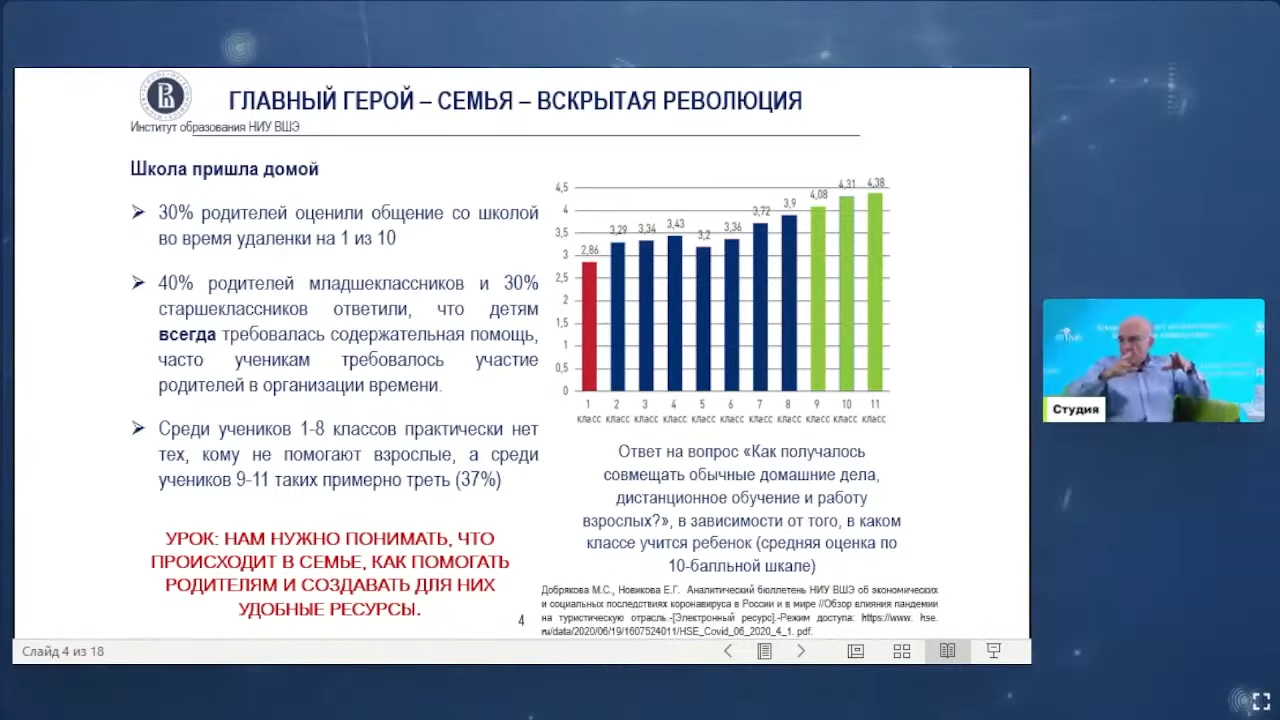 ГЛАВНЫЙ ГЕРОЙ – СЕМЬЯ – ВСКРЫТАЯ РЕВОЛЮЦИЯ
Институт образования НИУ ВШЭ
Школа пришла домой
30% родителей оценили общение со школой
во время удаленки на 1 из 10
40% родителей младшеклассников и 30%
старшеклассников ответили, что детям
всегда требовалась содержательная помощь,
часто ученикам требовалось участие
родителей в организации времени.
Среди учеников 1-8 классов практически нет
тех, кому не помогают взрослые, а среди
учеников 9-11 таких примерно треть (37%)
УРОК: НАМ НУЖНО ПОНИМАТЬ, ЧТО
ПРОИСХОДИТ В СЕМЬЕ, КАК ПОМОГАТЬ
РОДИТЕЛЯМ И СОЗДАВАТЬ ДЛЯ НИХ
УДОБНЫЕ РЕСУРСЫ.
4,5
4
3,5
3
2,5
2
1,5
1
0,5
0
2,86
3,29
3,34
3,43
3,2
3,36
3,72
3,9
4,08
4,31
4,38
1 2 3 4 5 6 7 8 9 10 11
класс класс класс класс класс класс класс класс класс класс класс
Ответ на вопрос «Как получалось
совмещать обычные домашние дела,
дистанционное обучение и работу
взрослых?», в зависимости от того, в каком
классе учится ребенок (средняя оценка по
10-балльной шкале)
Добрякова М.С., Новикова Е.Г. Аналитический бюллетень НИУ ВШЭ об экономических
и социальных последствиях коронавируса в России и в мире //Обзор влияния пандемии
на туристическую отрасль.-[Электронный ресурс].-Режим доступа: https://www. hse.
ru/data/2020/06/19/1607524011/HSE_Covid_06_2020_4_1. pdf.
4
Слайд 4 из 18
Студия